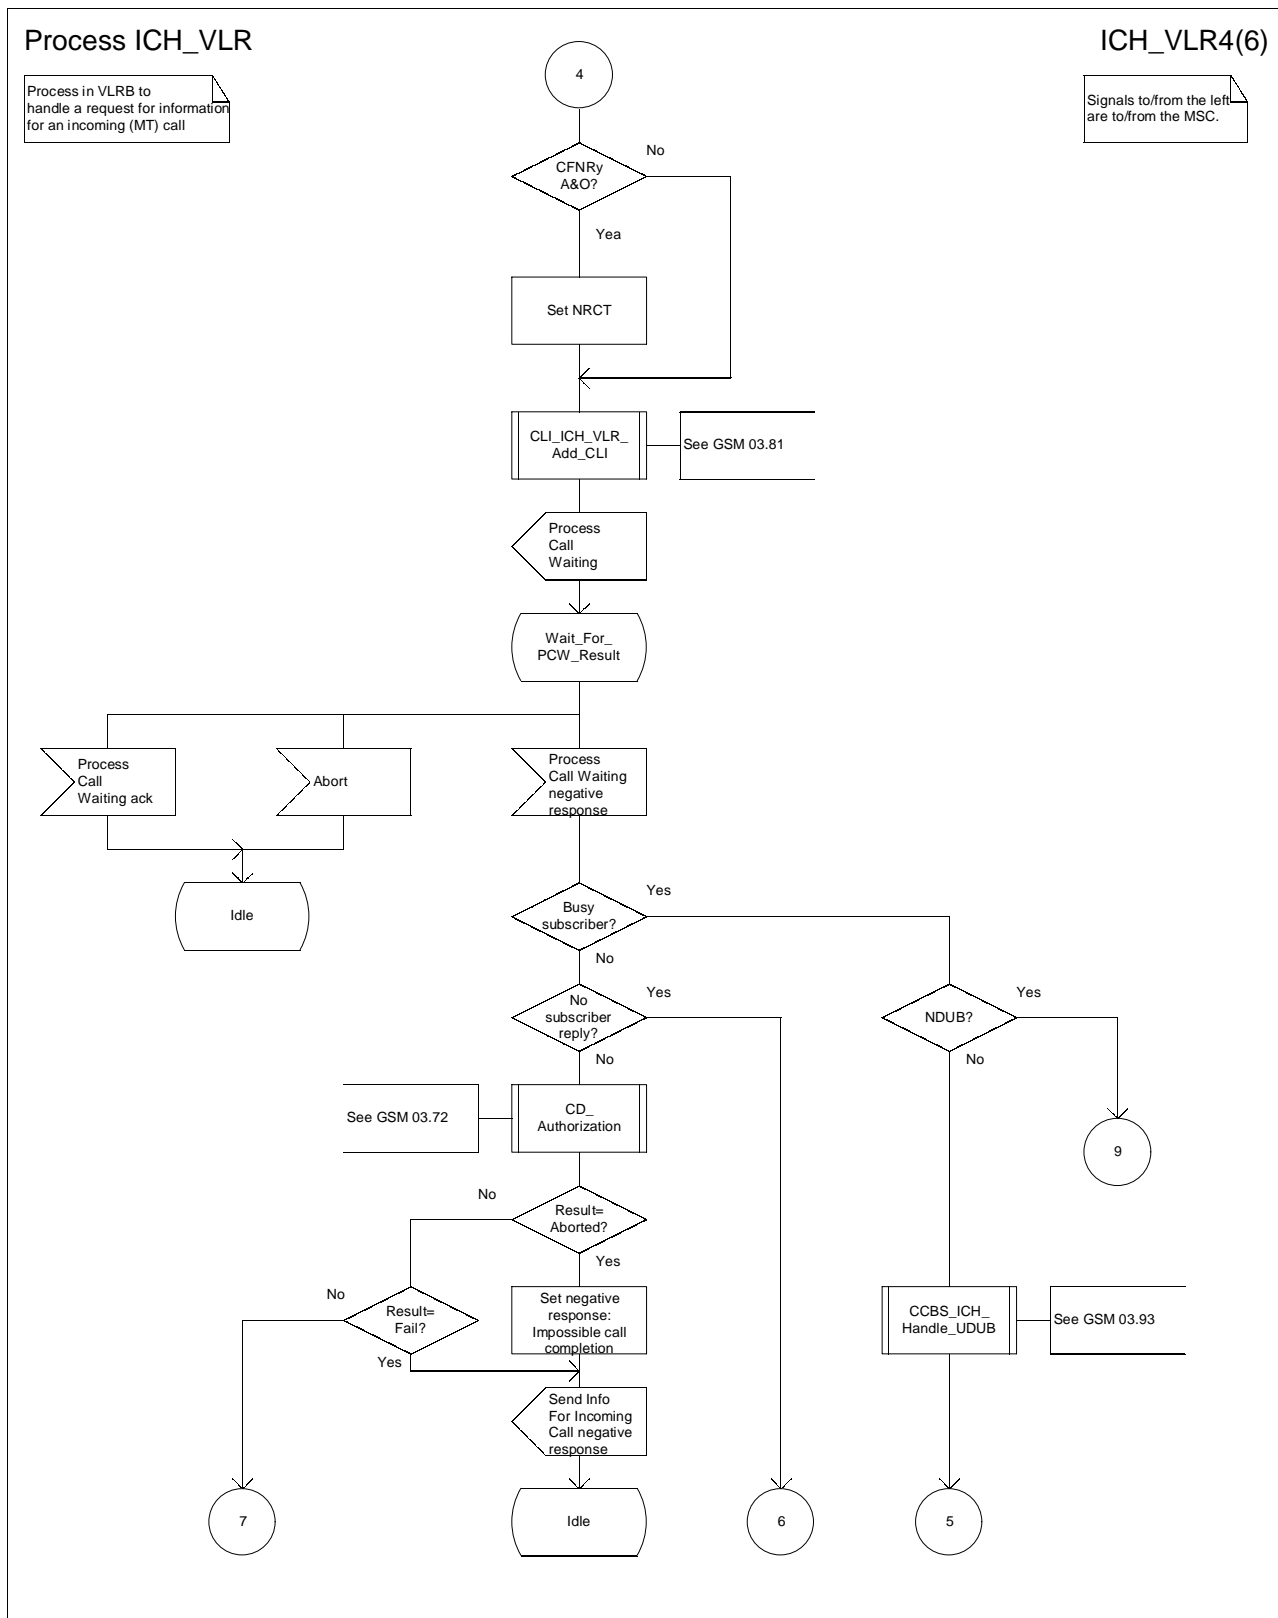 Process ICH_VLR
ICH_VLR4(6)
Process in VLRB to
handle a request for information
for an incoming (MT) call
Signals to/from the left
are to/from the MSC.
4
CFNRy
A&O?
No
Yea
Set NRCT
CLI_ICH_VLR_
Add_CLI
See GSM 03.81
Process
Call
Waiting
Wait_For_
PCW_Result
Process
Call
Waiting ack
Abort
Process
Call Waiting
negative
response
Idle
Busy
subscriber?
Yes
No
No
subscriber
reply?
Yes
No
NDUB?
Yes
No
See GSM 03.72
CD_
Authorization
9
No
Result=
Aborted?
Yes
No
Result=
Fail?
Yes
Set negative
response:
Impossible call
completion
CCBS_ICH_
Handle_UDUB
See GSM 03.93
Send Info
For Incoming
Call negative
response
7
Idle
6
5